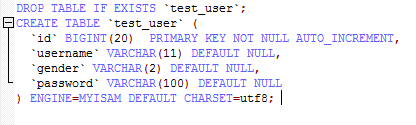 DROP TABLE IF EXISTS `test_user`;
CREATE TABLE `test_user` (
`id` BIGINT(20)  PRIMARY KEY NOT NULL AUTO_INCREMENT,
`username` VARCHAR(11) DEFAULT NULL,
`gender` VARCHAR(2) DEFAULT NULL,
`password` VARCHAR(100) DEFAULT NULL
) ENGINE=MYISAM DEFAULT CHARSET=utf8;